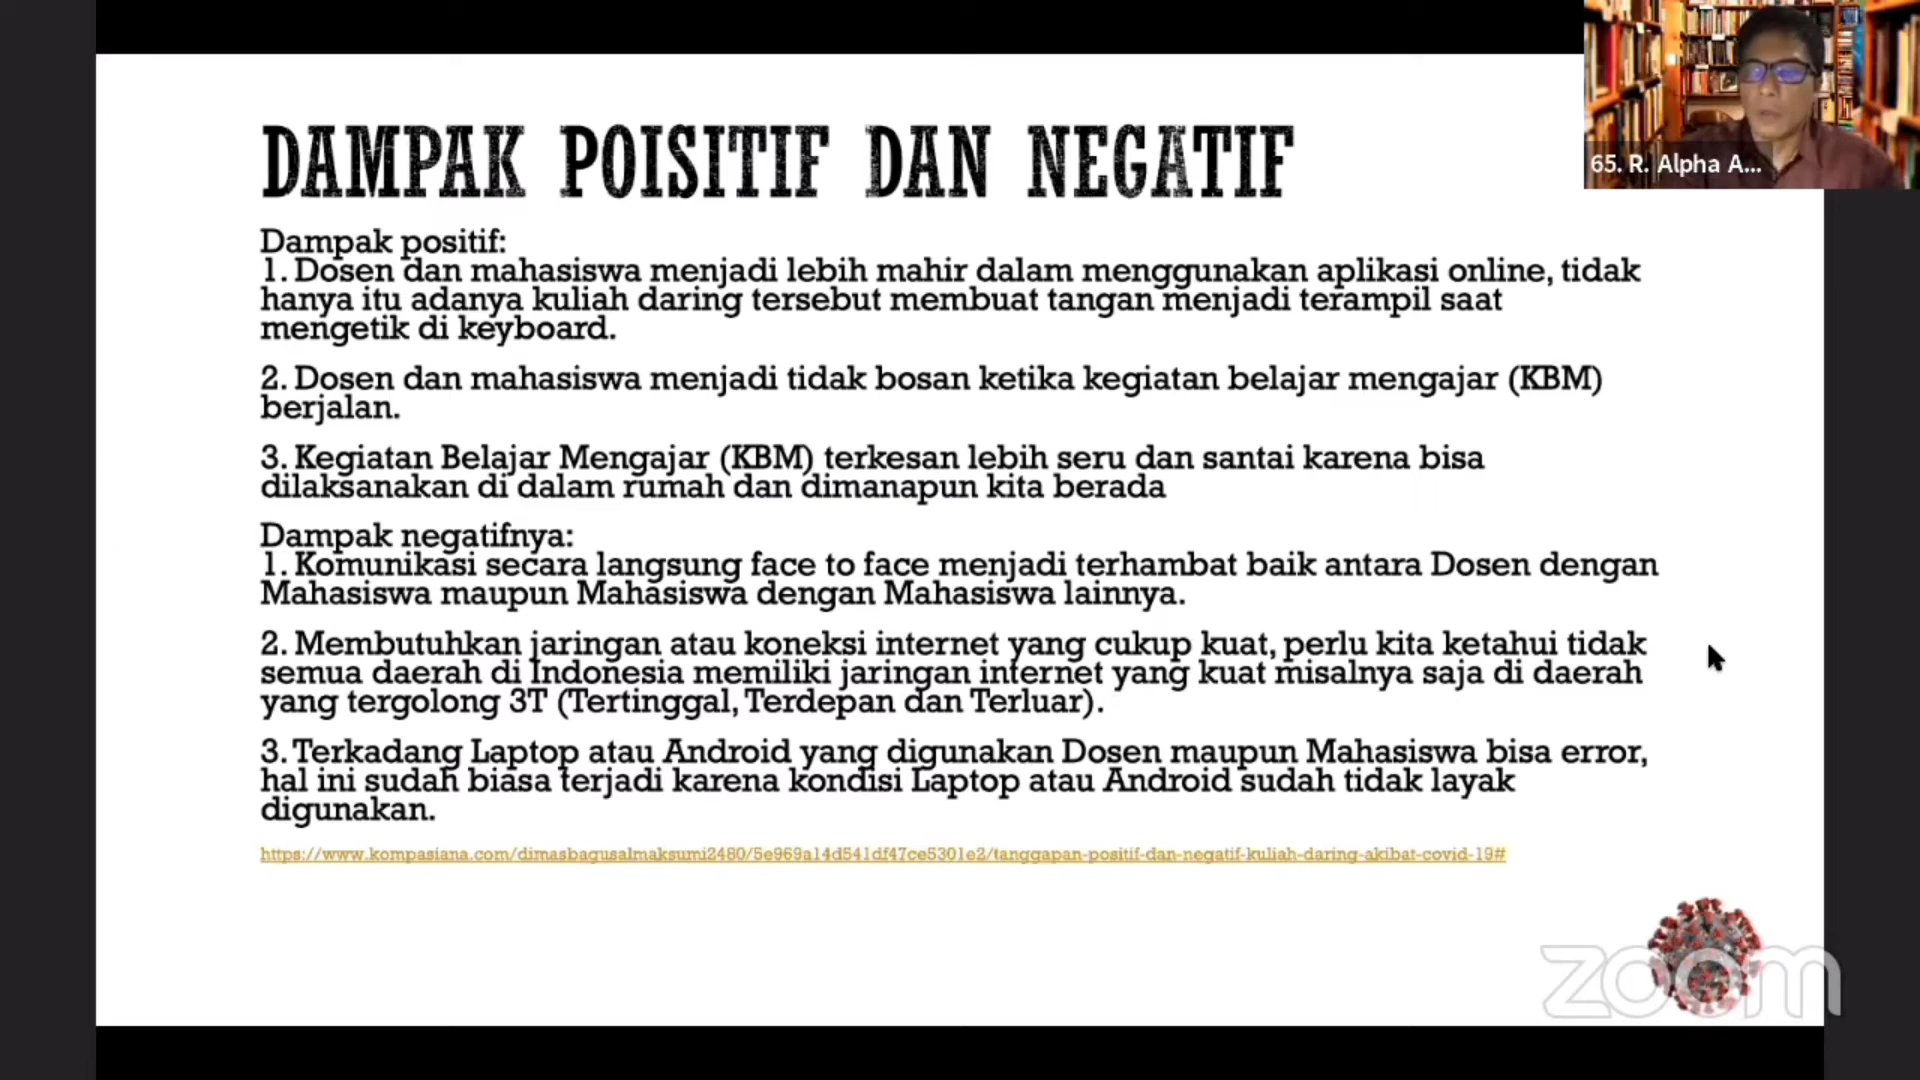 DAMPAK POISITIF DAN NEGATIF
65. R. Alpha A...
Dampak positif:
1. Dosen dan mahasiswa menjadi lebih mahir dalam menggunakan aplikasi online, tidak
hanya itu adanya kuliah daring tersebut membuat tangan menjadi terampil saat
mengetik di keyboard.
2. Dosen dan mahasiswa menjadi tidak bosan ketika kegiatan belajar mengajar (KBM)
berjalan.
3. Kegiatan Belajar Mengajar (KBM) terkesan lebih seru dan santai karena bisa
dilaksanakan di dalam rumah dan dimanapun kita berada
Dampak negatifnya:
1. Komunikasi secara langsung face to face menjadi terhambat baik antara Dosen dengan
Mahasiswa maupun Mahasiswa dengan Mahasiswa lainnya.
2. Membutuhkan jaringan atau koneksi internet yang cukup kuat, perlu kita ketahui tidak
semua daerah di Indonesia memiliki jaringan internet yang kuat misalnya saja di daerah
yang tergolong 3T (Tertinggal, Terdepan dan Terluar).
3. Terkadang Laptop atau Android yang digunakan Dosen maupun Mahasiswa bisa error,
hal ini sudah biasa terjadi karena kondisi Laptop atau Android sudah tidak layak
digunakan.
https://www.kompasiana.com/dimasbagusalmaksumi2480/5e969a14d541df47ce5301e2/tanggapan-positif-dan-negatif-kuliah-daring-akibat-covid-19#
zoom